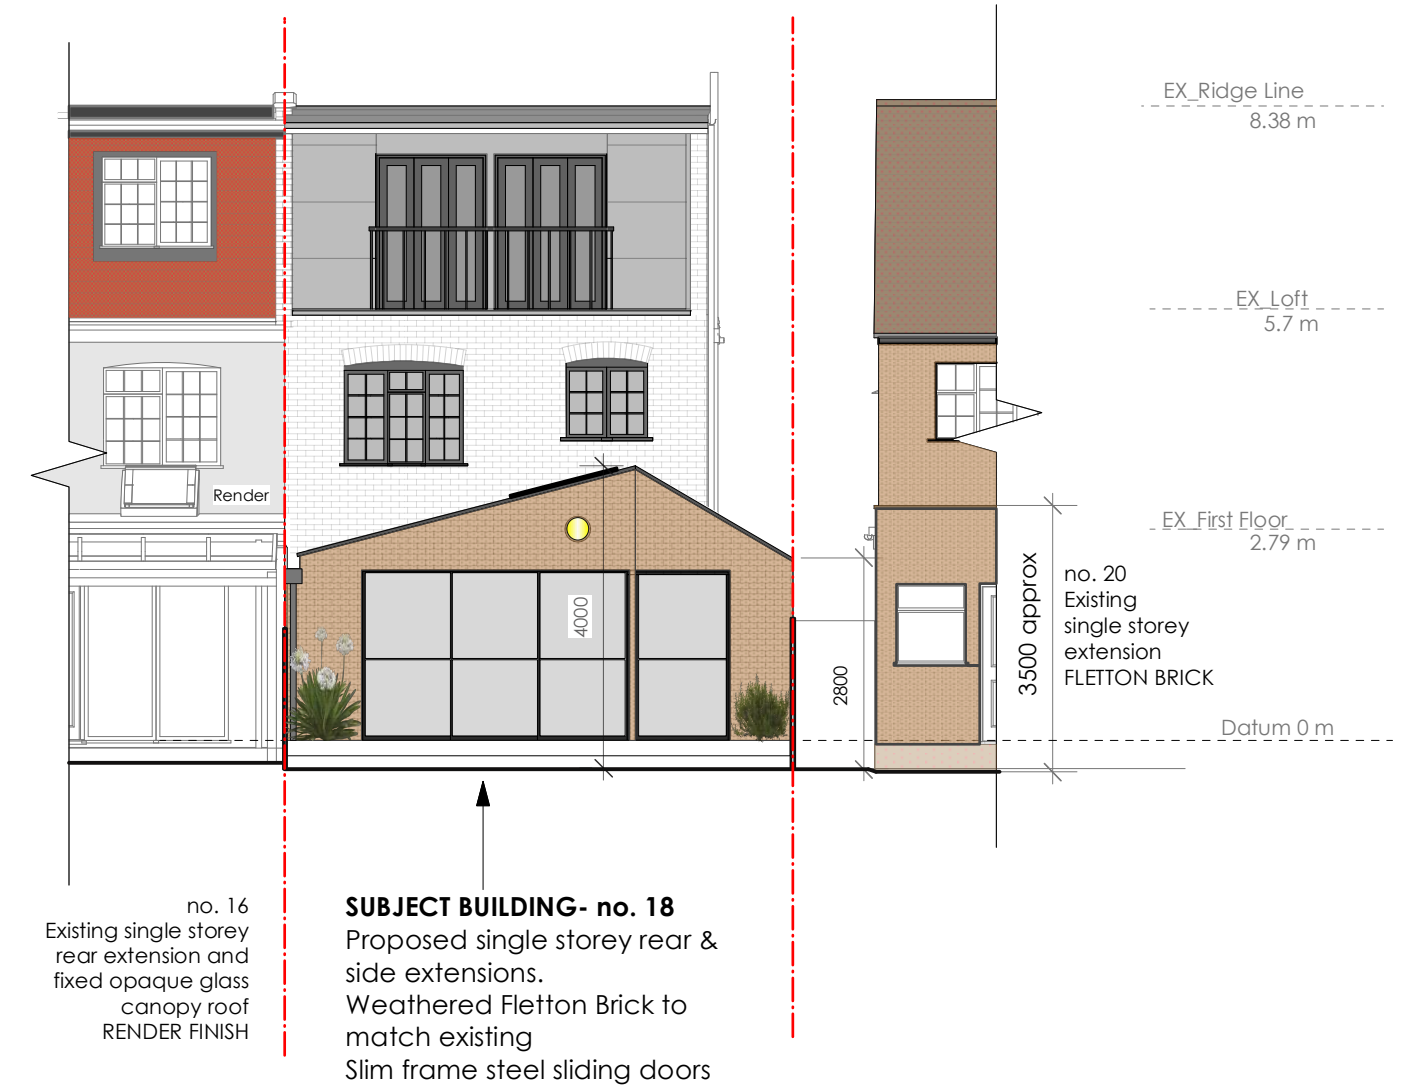 EX_Ridge Line
8.38 m
EX_Loft
5.7 m
Render
EX_First Floor
2.79 m
4000
2800
3500 approx
no. 20
Existing
single storey
extension
FLETTON BRICK
Datum 0 m
no. 16
Existing single storey
rear extension and
fixed opaque glass
canopy roof
RENDER FINISH
SUBJECT BUILDING- no. 18
Proposed single storey rear &
side extensions.
Weathered Fletton Brick to
match existing
Slim frame steel sliding doors